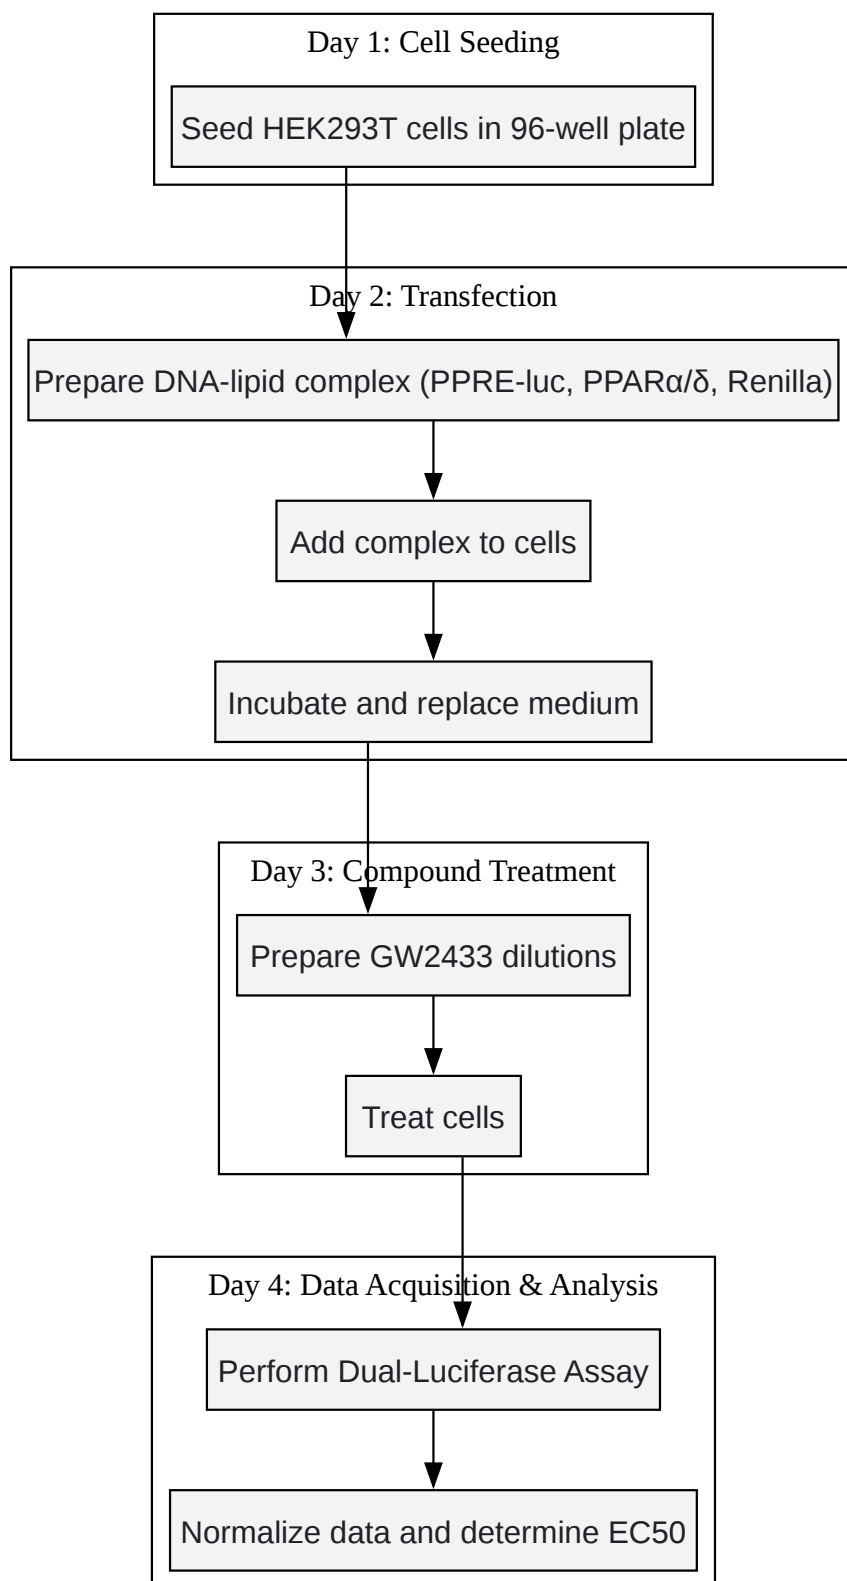 Day 1: Cell Seeding
Seed HEK293T cells in 96-well plate
Day 2: Transfection
Prepare DNA-lipid complex (PPRE-luc, PPARα/δ, Renilla)
Add complex to cells
Incubate and replace medium
Day 3: Compound Treatment
Prepare GW2433 dilutions
Treat cells
Day 4: Data Acquisition & Analysis
Perform Dual-Luciferase Assay
Normalize data and determine EC50